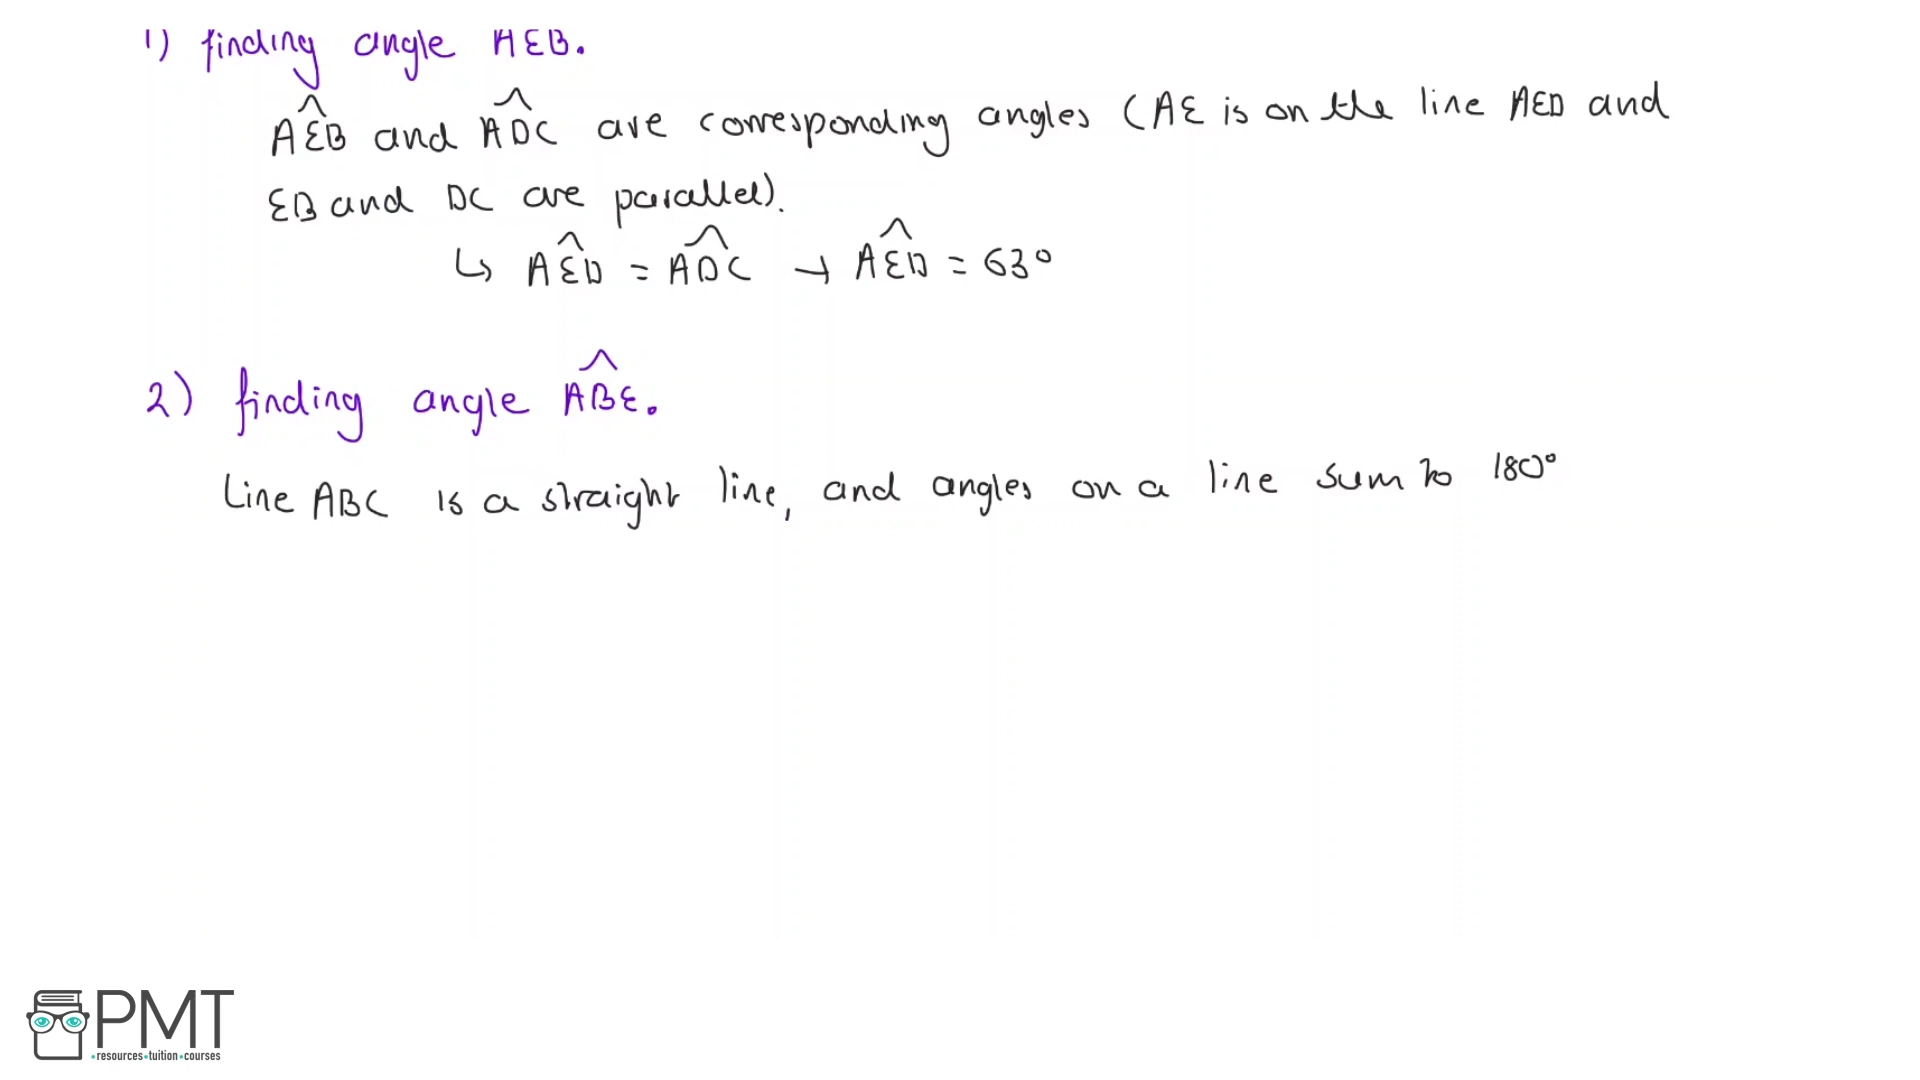 1) finding angle AEB.
AÊB and AD̂C are corresponding angles (AE is on the line AED and
EB and DC are parallel).
↳ AÊD = AD̂C → AÊD = 63°
2) finding angle AB̂E.
Line ABC is a straight line, and angles on a line sum to 180°
PMT
•resources•tuition•courses